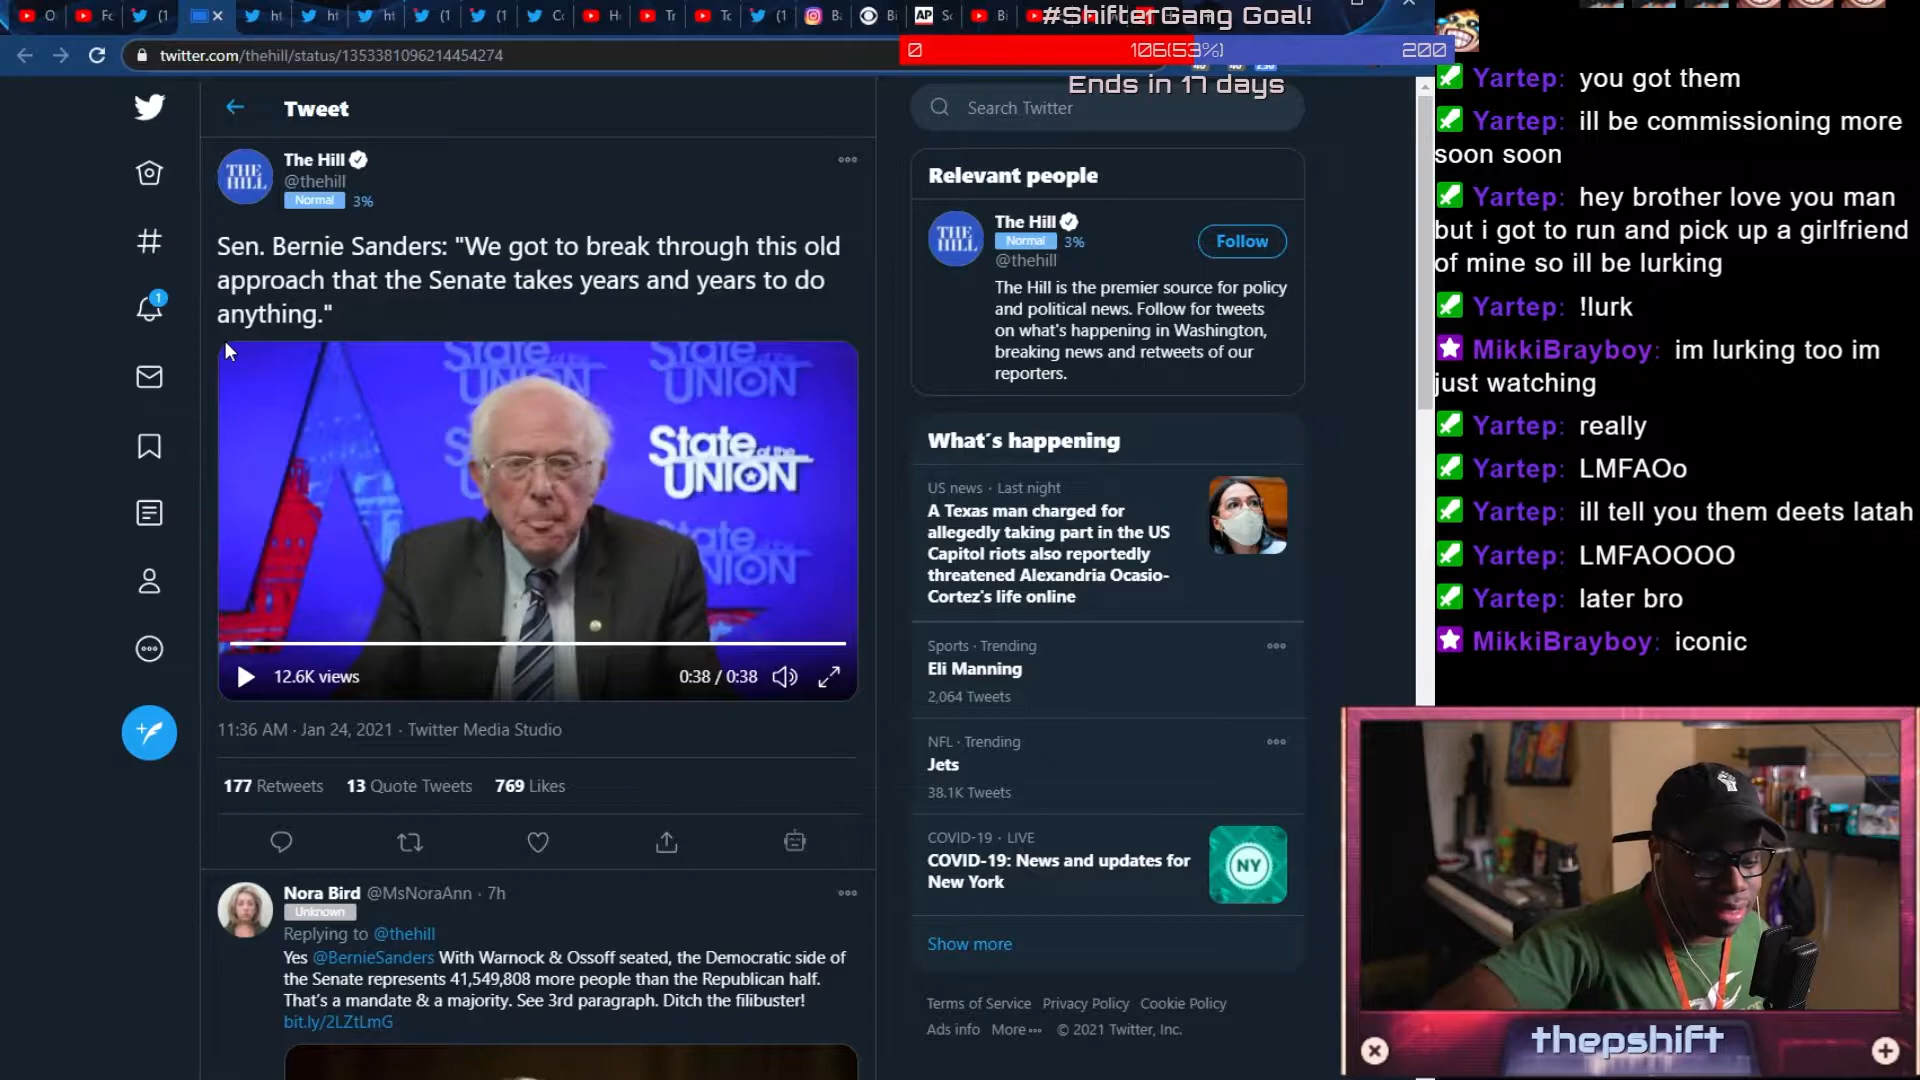 #ShifterGang Goal!
0 106(53%) 200
Ends in 17 days
twitter.com/thehill/status/1353381096214454274
Tweet
Search Twitter
THE HILL
The Hill
@thehill
Normal 3%
Sen. Bernie Sanders: "We got to break through this old
approach that the Senate takes years and years to do
anything."
State of the UNION
12.6K views
0:38 / 0:38
11:36 AM · Jan 24, 2021 · Twitter Media Studio
177 Retweets 13 Quote Tweets 769 Likes
Nora Bird @MsNoraAnn · 7h
Unknown
Replying to @thehill
Yes @BernieSanders With Warnock & Ossoff seated, the Democratic side of
the Senate represents 41,549,808 more people than the Republican half.
That's a mandate & a majority. See 3rd paragraph. Ditch the filibuster!
bit.ly/2LZtLmG
Relevant people
THE HILL
The Hill
Normal 3%
@thehill
Follow
The Hill is the premier source for policy
and political news. Follow for tweets
on what's happening in Washington,
breaking news and retweets of our
reporters.
What's happening
US news · Last night
A Texas man charged for
allegedly taking part in the US
Capitol riots also reportedly
threatened Alexandria Ocasio-
Cortez's life online
Sports · Trending
Eli Manning
2,064 Tweets
NFL · Trending
Jets
38.1K Tweets
COVID-19 · LIVE
COVID-19: News and updates for
New York
NY
Show more
Terms of Service Privacy Policy Cookie Policy
Ads info More © 2021 Twitter, Inc.
Yartep: you got them
Yartep: ill be commissioning more
soon soon
Yartep: hey brother love you man
but i got to run and pick up a girlfriend
of mine so ill be lurking
Yartep: !lurk
MikkiBrayboy: im lurking too im
just watching
Yartep: really
Yartep: LMFAOo
Yartep: ill tell you them deets latah
Yartep: LMFAOOOO
Yartep: later bro
MikkiBrayboy: iconic
thepshift